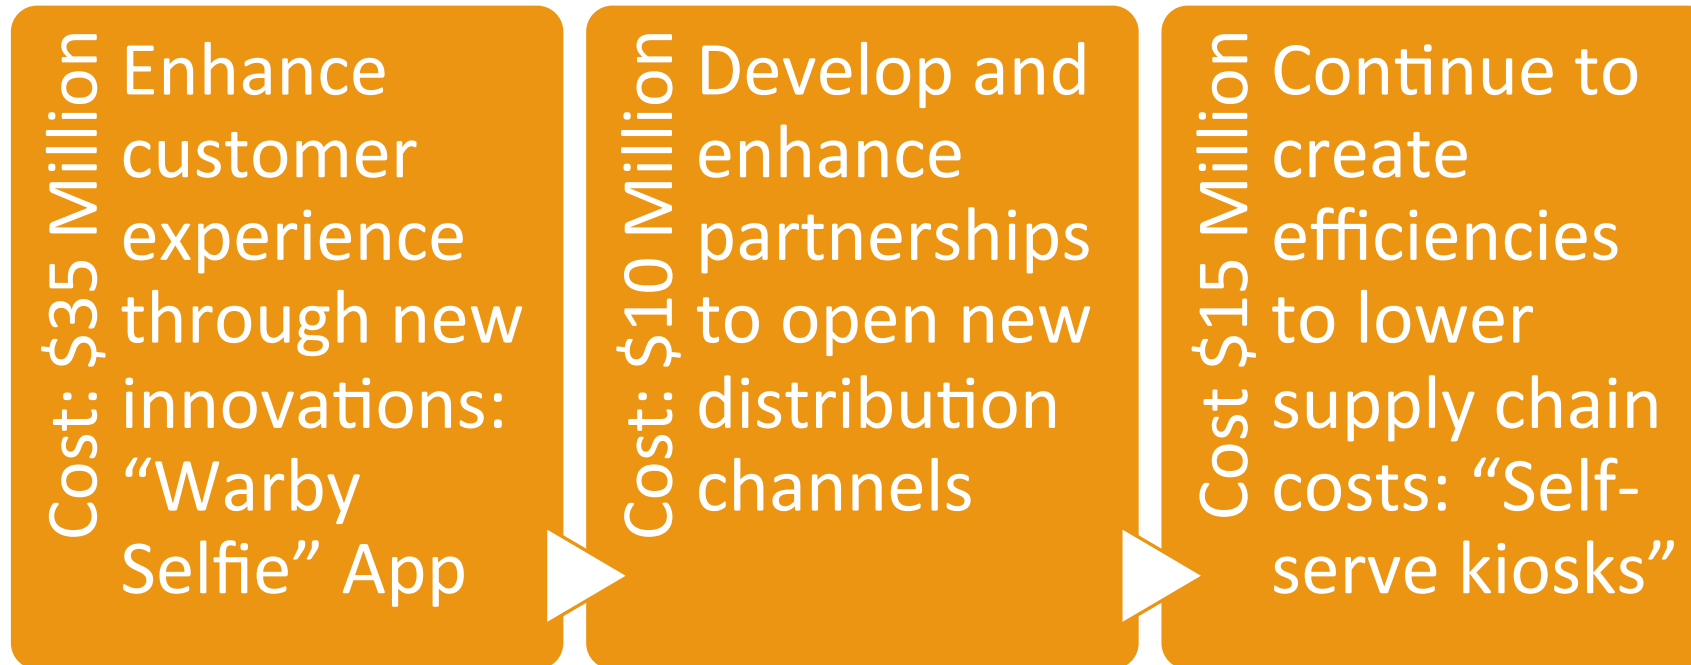 Cost: $35 Million
Enhance
customer
experience
through new
innovations:
“Warby
Selfie” App
Cost: $10 Million
Develop and
enhance
partnerships
to open new
distribution
channels
Cost $15 Million
Continue to
create
efficiencies
to lower
supply chain
costs: “Self-
serve kiosks”